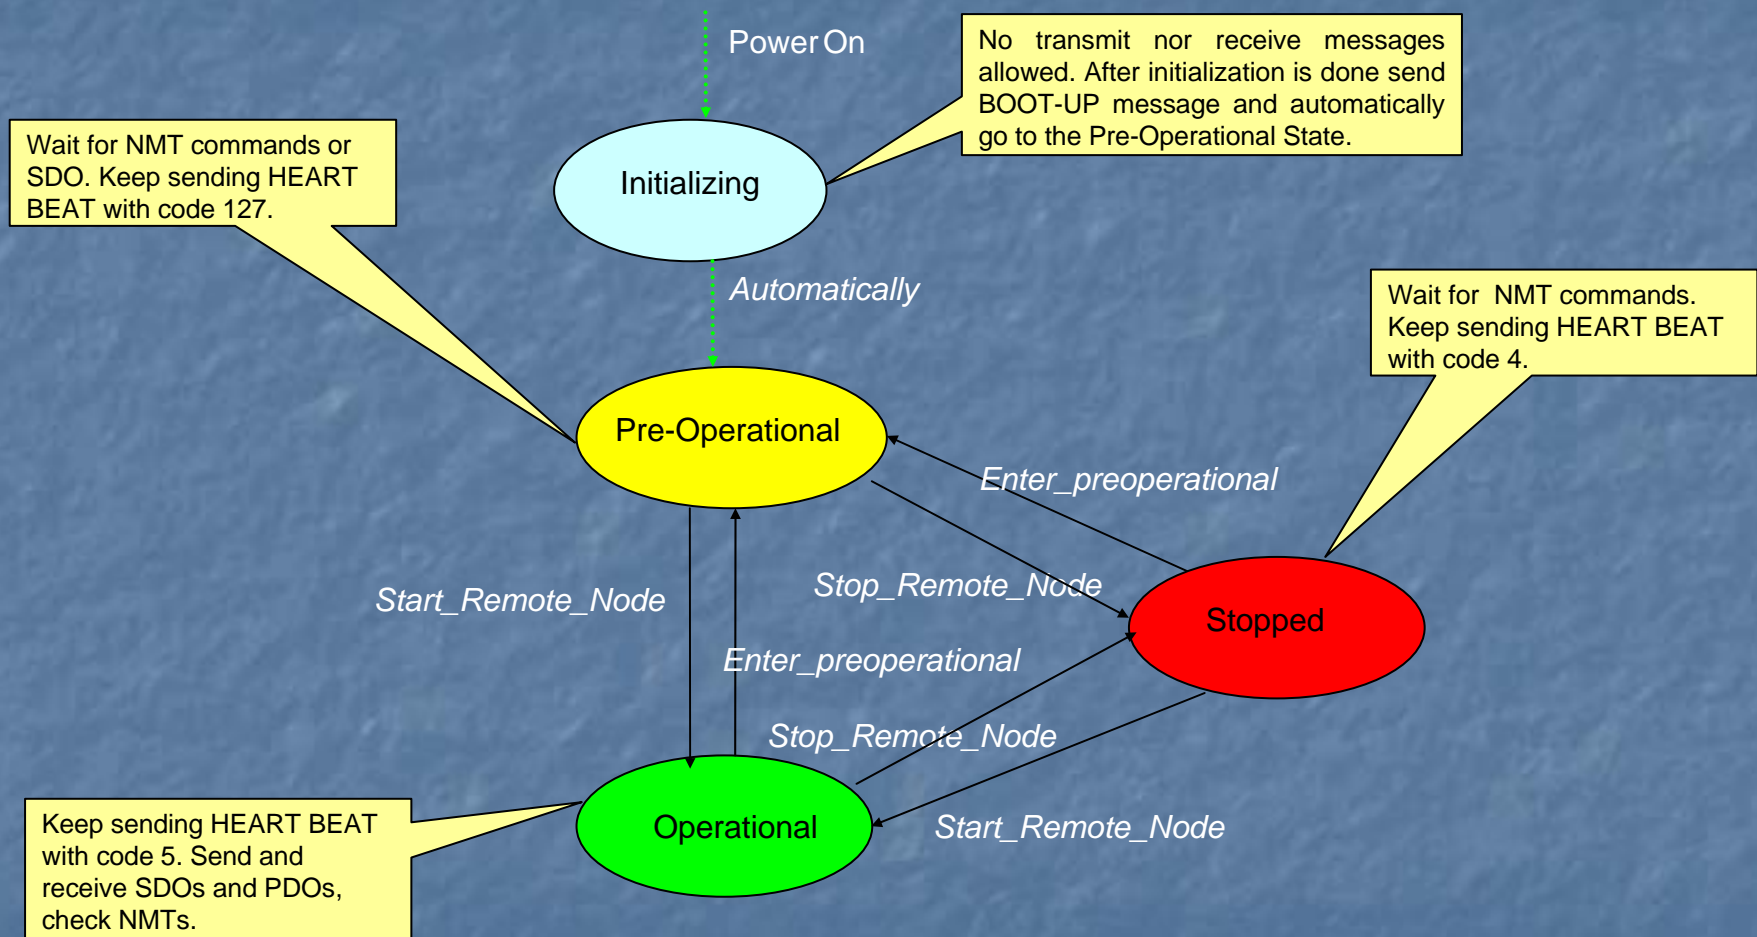 Power On
No transmit nor receive messages
allowed. After initialization is done send
BOOT-UP message and automatically
go to the Pre-Operational State.
Wait for NMT commands or
SDO. Keep sending HEART
BEAT with code 127.
Initializing
Automatically
Wait for NMT commands.
Keep sending HEART BEAT
with code 4.
Pre-Operational
Enter_preoperational
Start_Remote_Node
Stop_Remote_Node
Stopped
Enter_preoperational
Stop_Remote_Node
Operational
Start_Remote_Node
Keep sending HEART BEAT
with code 5. Send and
receive SDOs and PDOs,
check NMTs.